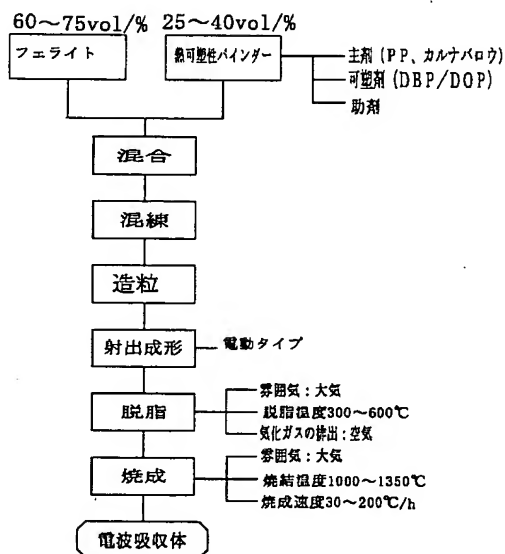 60～75vol/% 25～40vol/%
フェライト
熱可塑性バインダー
主剤(PP、カルナバロウ)
可塑剤(DBP/DOP)
助剤
混合
混練
造粒
射出成形
電動タイプ
脱脂
雰囲気：大気
脱脂温度300～600℃
気化ガスの排出：空気
焼成
雰囲気：大気
焼結温度1000～1350℃
焼成速度30～200℃/h
電波吸収体